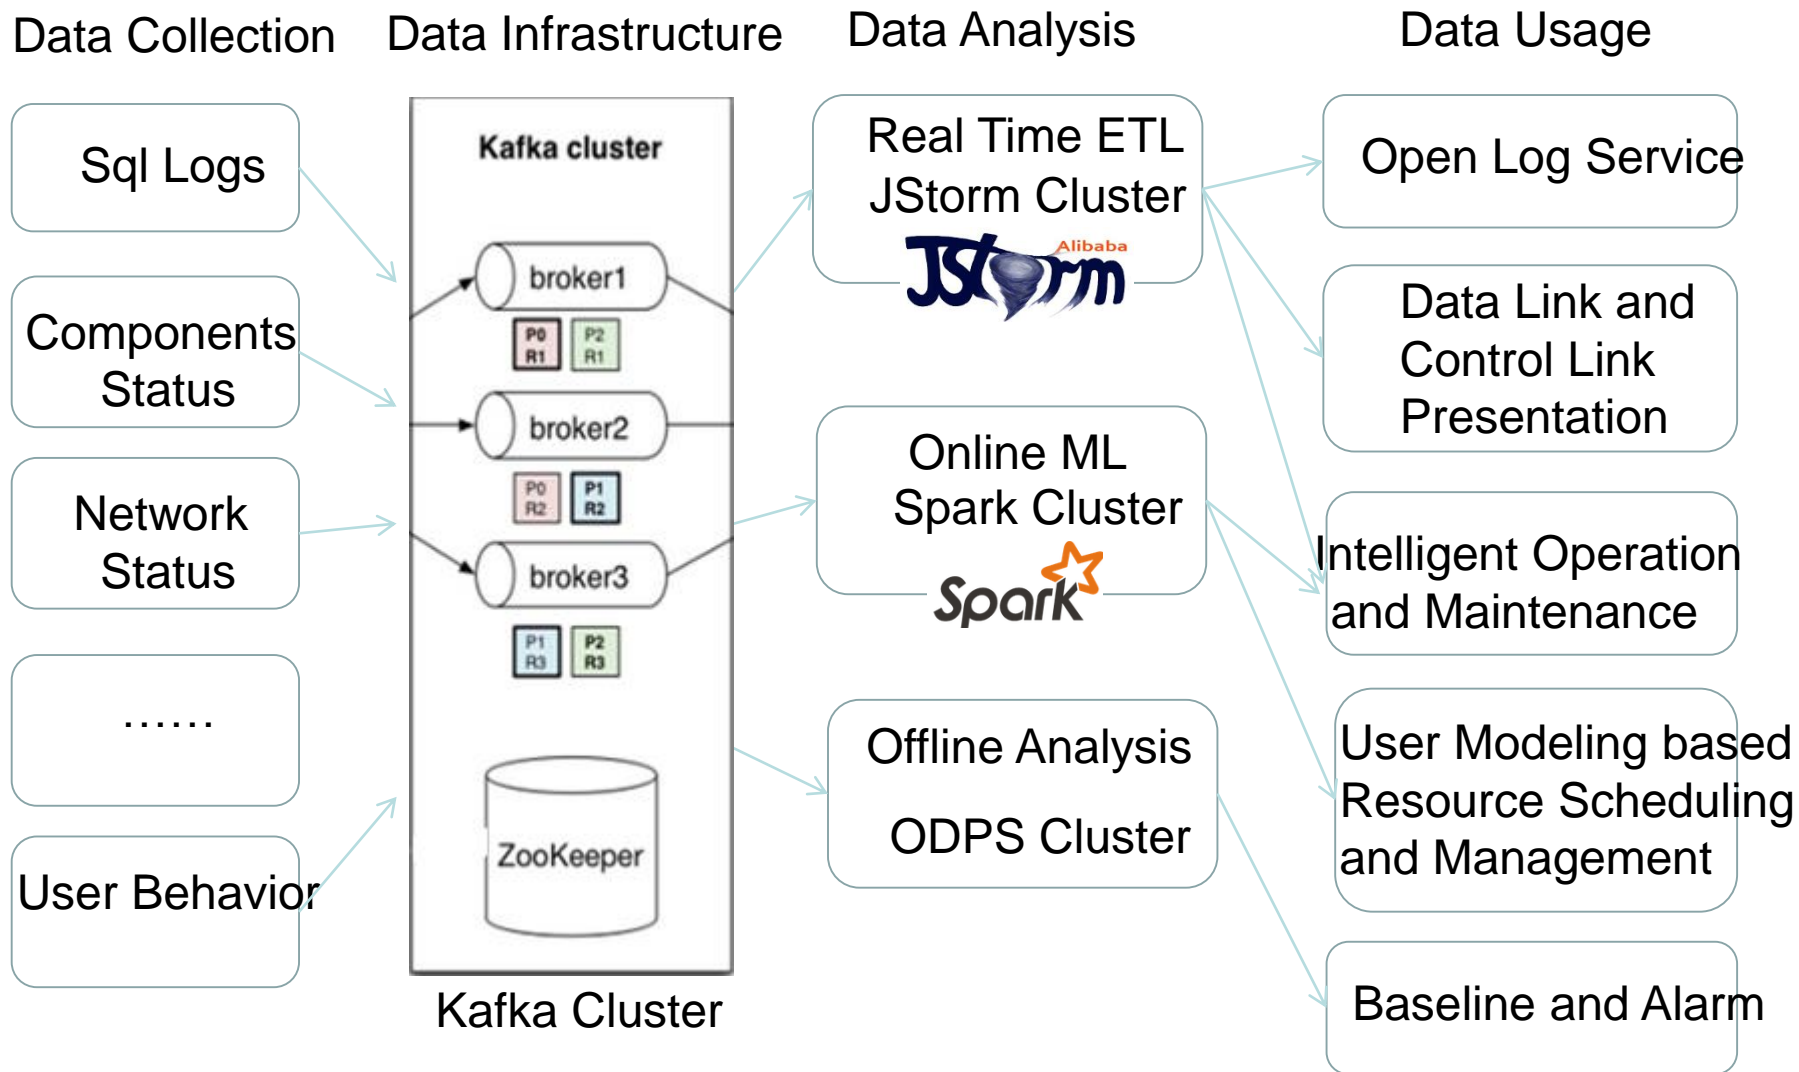 Data Collection
Data Infrastructure
Data Analysis
Data Usage
Sql Logs
Components
Status
Network
Status
……
User Behavior
Kafka cluster
broker1
P0
R1
P2
R1
broker2
P0
R2
P1
R2
broker3
P1
R3
P2
R3
ZooKeeper
Kafka Cluster
Real Time ETL
JStorm Cluster
JStorm
Alibaba
Online ML
Spark Cluster
Spark
Offline Analysis
ODPS Cluster
Open Log Service
Data Link and
Control Link
Presentation
Intelligent Operation
and Maintenance
User Modeling based
Resource Scheduling
and Management
Baseline and Alarm